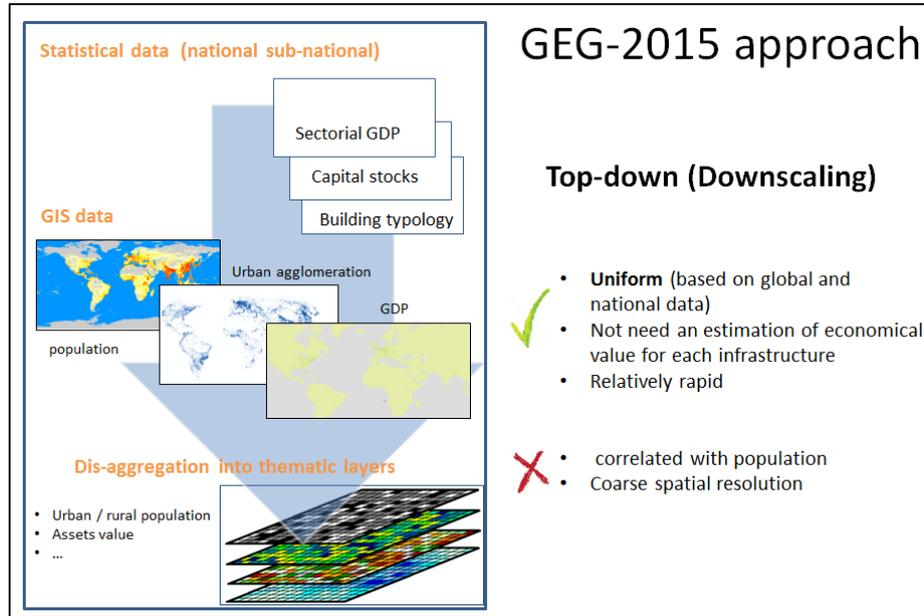 GEG-2015 approach
Statistical data (national sub-national)
Sectorial GDP
Capital stocks
Building typology
GIS data
Urban agglomeration
GDP
population
Dis-aggregation into thematic layers
• Urban / rural population
• Assets value
• ...
Top-down (Downscaling)
• Uniform (based on global and
national data)
• Not need an estimation of economical
value for each infrastructure
• Relatively rapid
• correlated with population
• Coarse spatial resolution